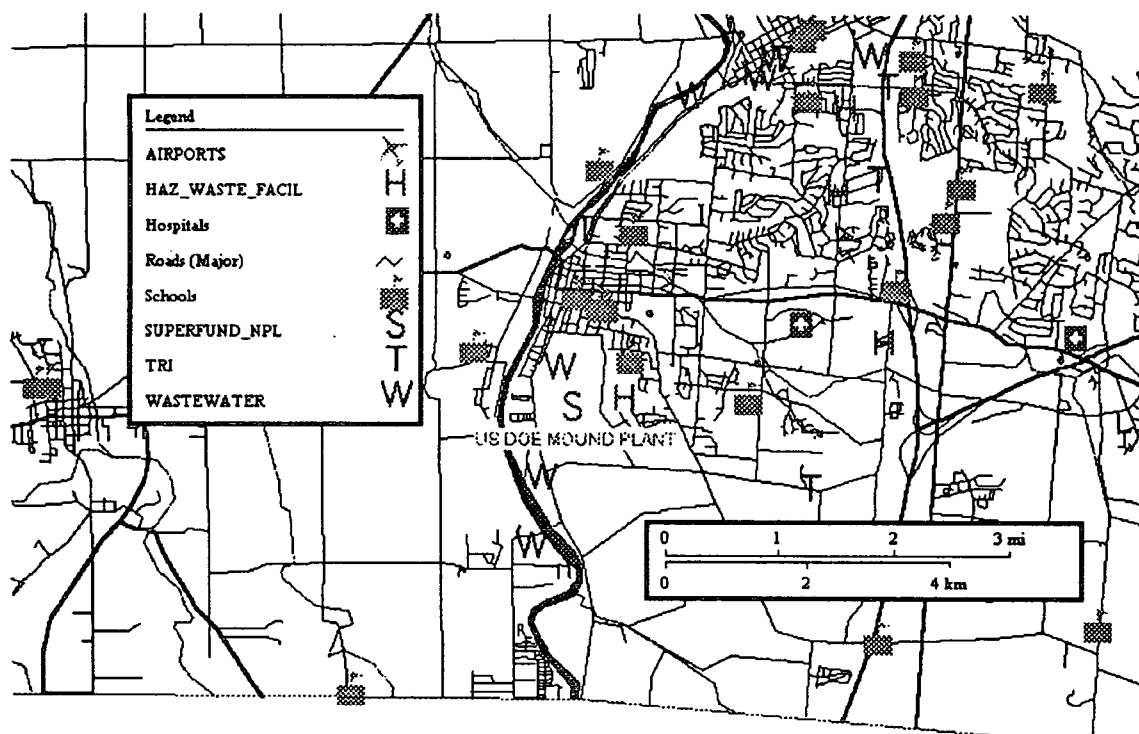 W
T
W
W
Legend
AIRPORTS
HAZ_WASTE_FACIL H
Hospitals
Roads (Major)
Schools
SUPERFUND_NPL S
TRI T
WASTEWATER W
T
W
S
H
US DOE MOUND PLANT
W
T
W
0 1 2 3 mi
0 2 4 km